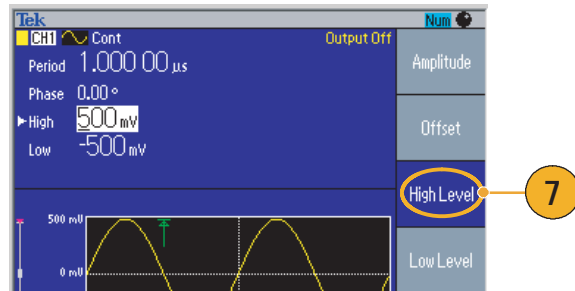 Tek Num
CH1 Cont Output Off
Period 1.000 00 µs
Phase 0.00 °
High 500 mV
Low -500 mV
Amplitude
Offset
High Level
Low Level
7
500 mV
0 mV